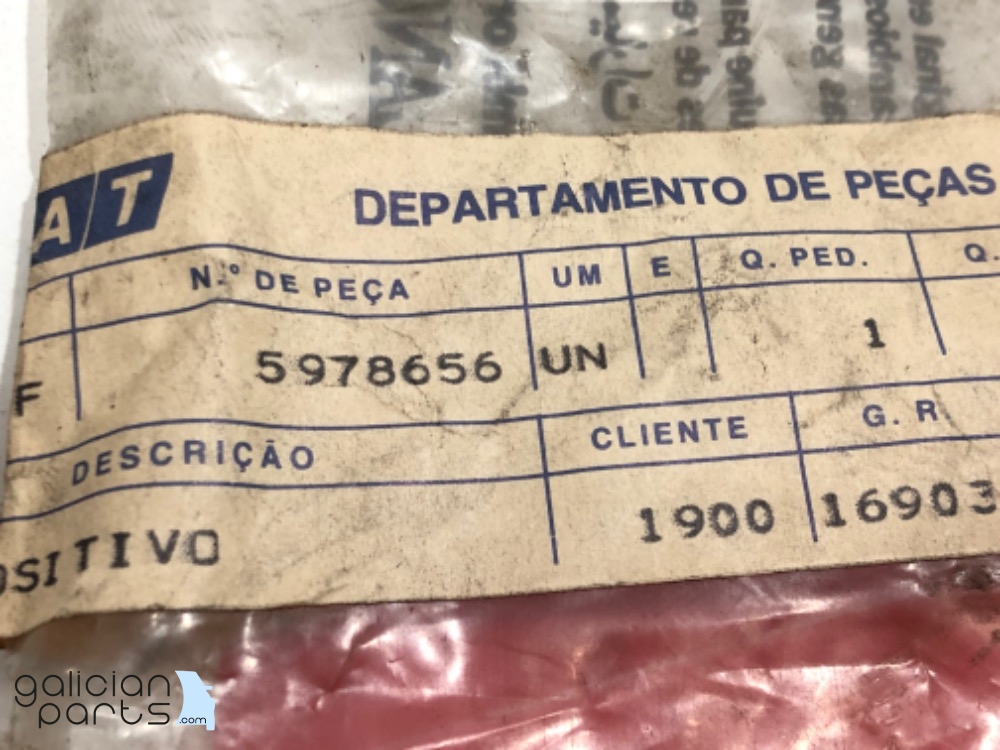 AT
DEPARTAMENTO DE PEÇAS
N.º DE PEÇA UM E Q. PED. Q.
F 5978656 UN 1
DESCRIÇÃO CLIENTE G. R
OSITIVO 1900 16903
galician
parts.com